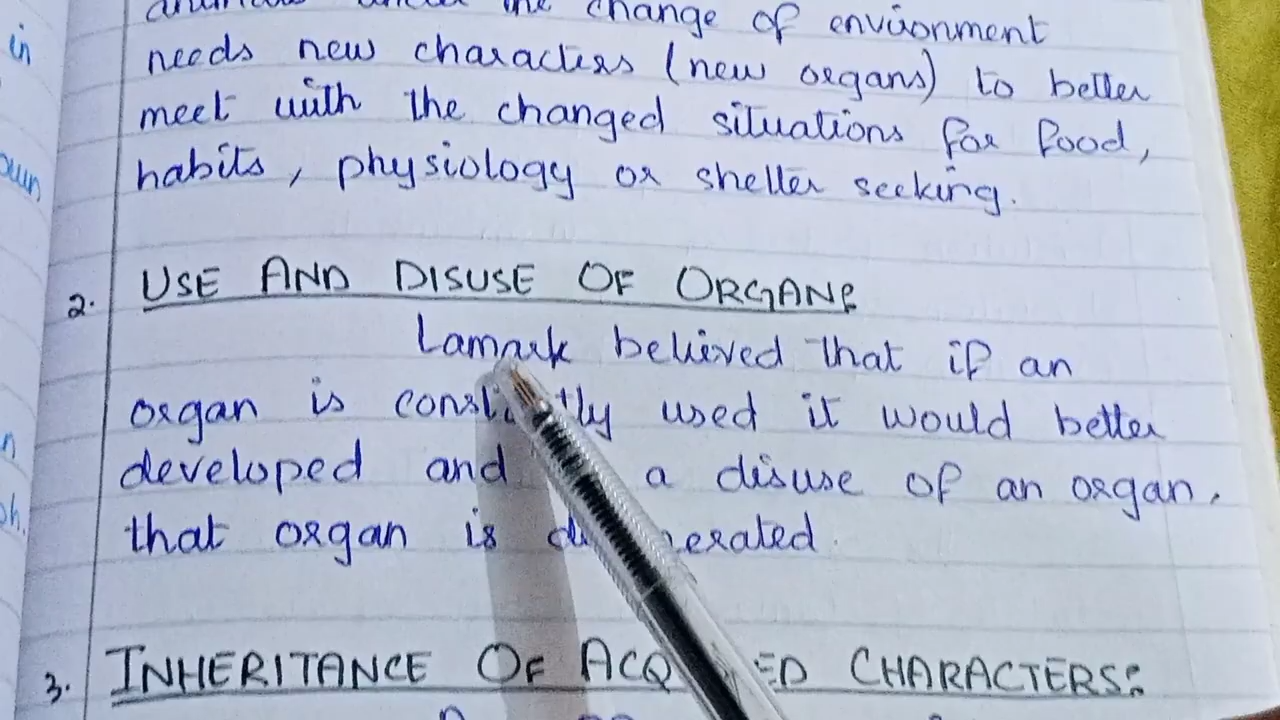 the change of environment
needs new characters (new organs) to better
meet with the changed situations for food,
habits, physiology or shelter seeking.
2. USE AND DISUSE OF ORGANS
Lamark believed that if an
organ is used it would better
developed and a disuse of an organ,
that organ is
3. INHERITANCE OF CHARACTERS:
in